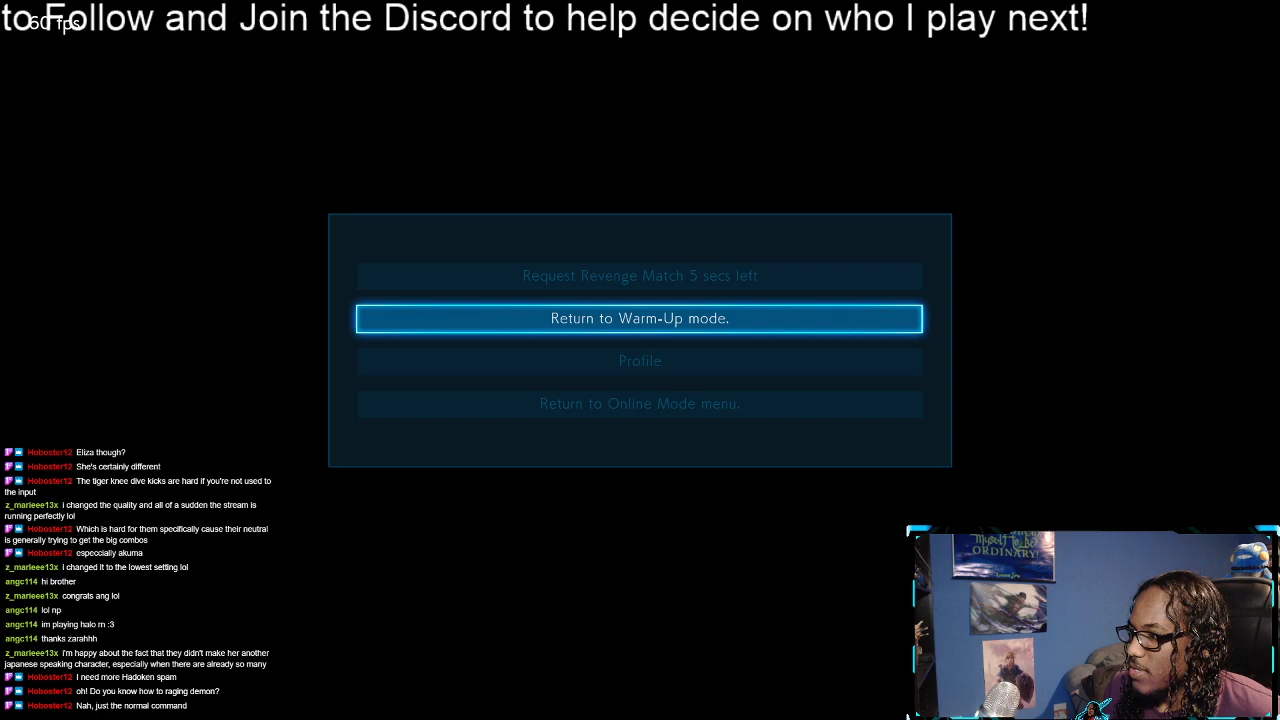 to Follow and Join the Discord to help decide on who I play next!
60 fps
Request Revenge Match 5 secs left
Return to Warm-Up mode.
Profile
Return to Online Mode menu.
Hoboster12 Eliza though?
Hoboster12 She's certainly different
Hoboster12 The tiger knee dive kicks are hard if you're not used to
the input
z_marieee13x i changed the quality and all of a sudden the stream is
running perfectly lol
Hoboster12 Which is hard for them specifically cause their neutral
is generally trying to get the big combos
Hoboster12 especcially akuma
z_marieee13x I changed it to the lowest setting lol
angc114 hi brother
z_marieee13x congrats ang lol
angc114 lol np
angc114 im playing halo rn :3
angc114 thanks zarahhh
z_marieee13x i'm happy about the fact that they didn't make her another
japanese speaking character, especially when there are already so many
Hoboster12 I need more Hadoken spam
Hoboster12 oh! Do you know how to raging demon?
Hoboster12 Nah, just the normal command
Myself To Be
ORDINARY!